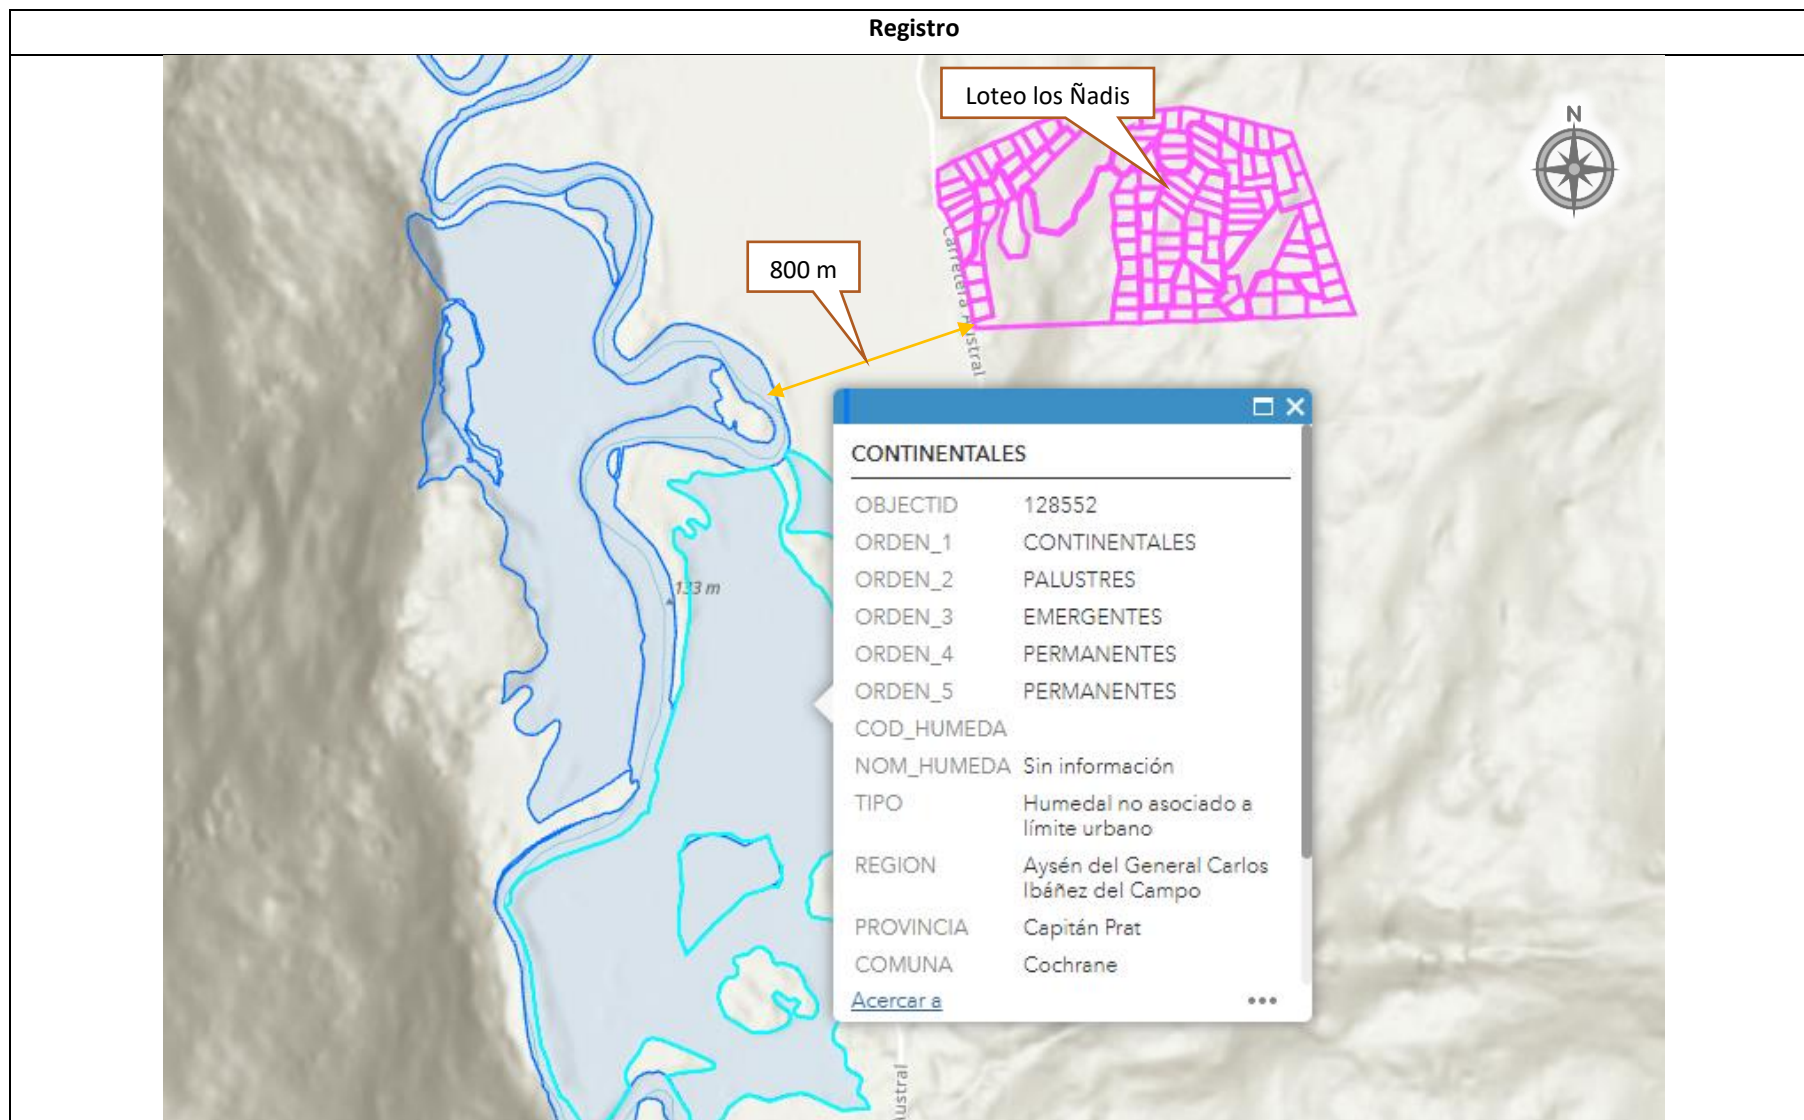 Registro
Loteo los Ñadis
N
800 m
Carretera Austral
133 m
CONTINENTALES
OBJECTID 128552
ORDEN_1 CONTINENTALES
ORDEN_2 PALUSTRES
ORDEN_3 EMERGENTES
ORDEN_4 PERMANENTES
ORDEN_5 PERMANENTES
COD_HUMEDA
NOM_HUMEDA Sin información
TIPO Humedal no asociado a
límite urbano
REGION Aysén del General Carlos
Ibáñez del Campo
PROVINCIA Capitán Prat
COMUNA Cochrane
Acercar a
Austral